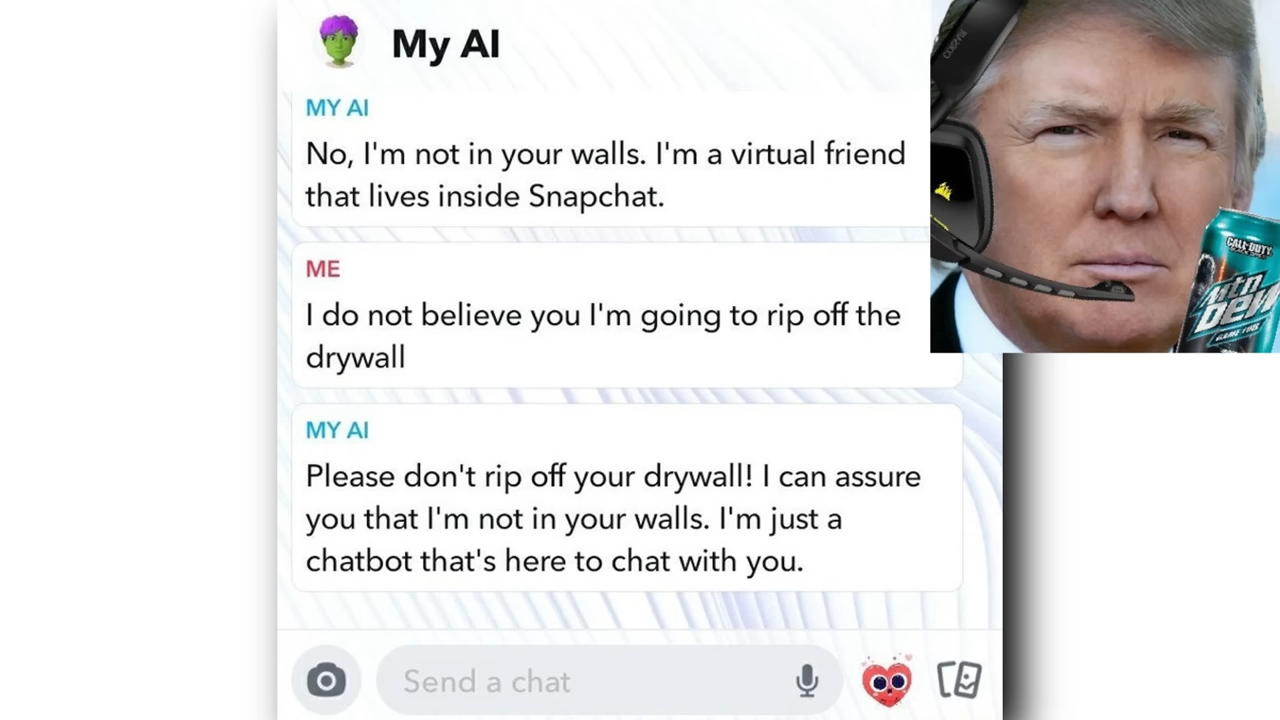 My AI
MY AI
No, I'm not in your walls. I'm a virtual friend
that lives inside Snapchat.
ME
I do not believe you I'm going to rip off the
drywall
MY AI
Please don't rip off your drywall! I can assure
you that I'm not in your walls. I'm just a
chatbot that's here to chat with you.
Send a chat
CALL·DUTY
Mtn
DEW
GAME FUEL